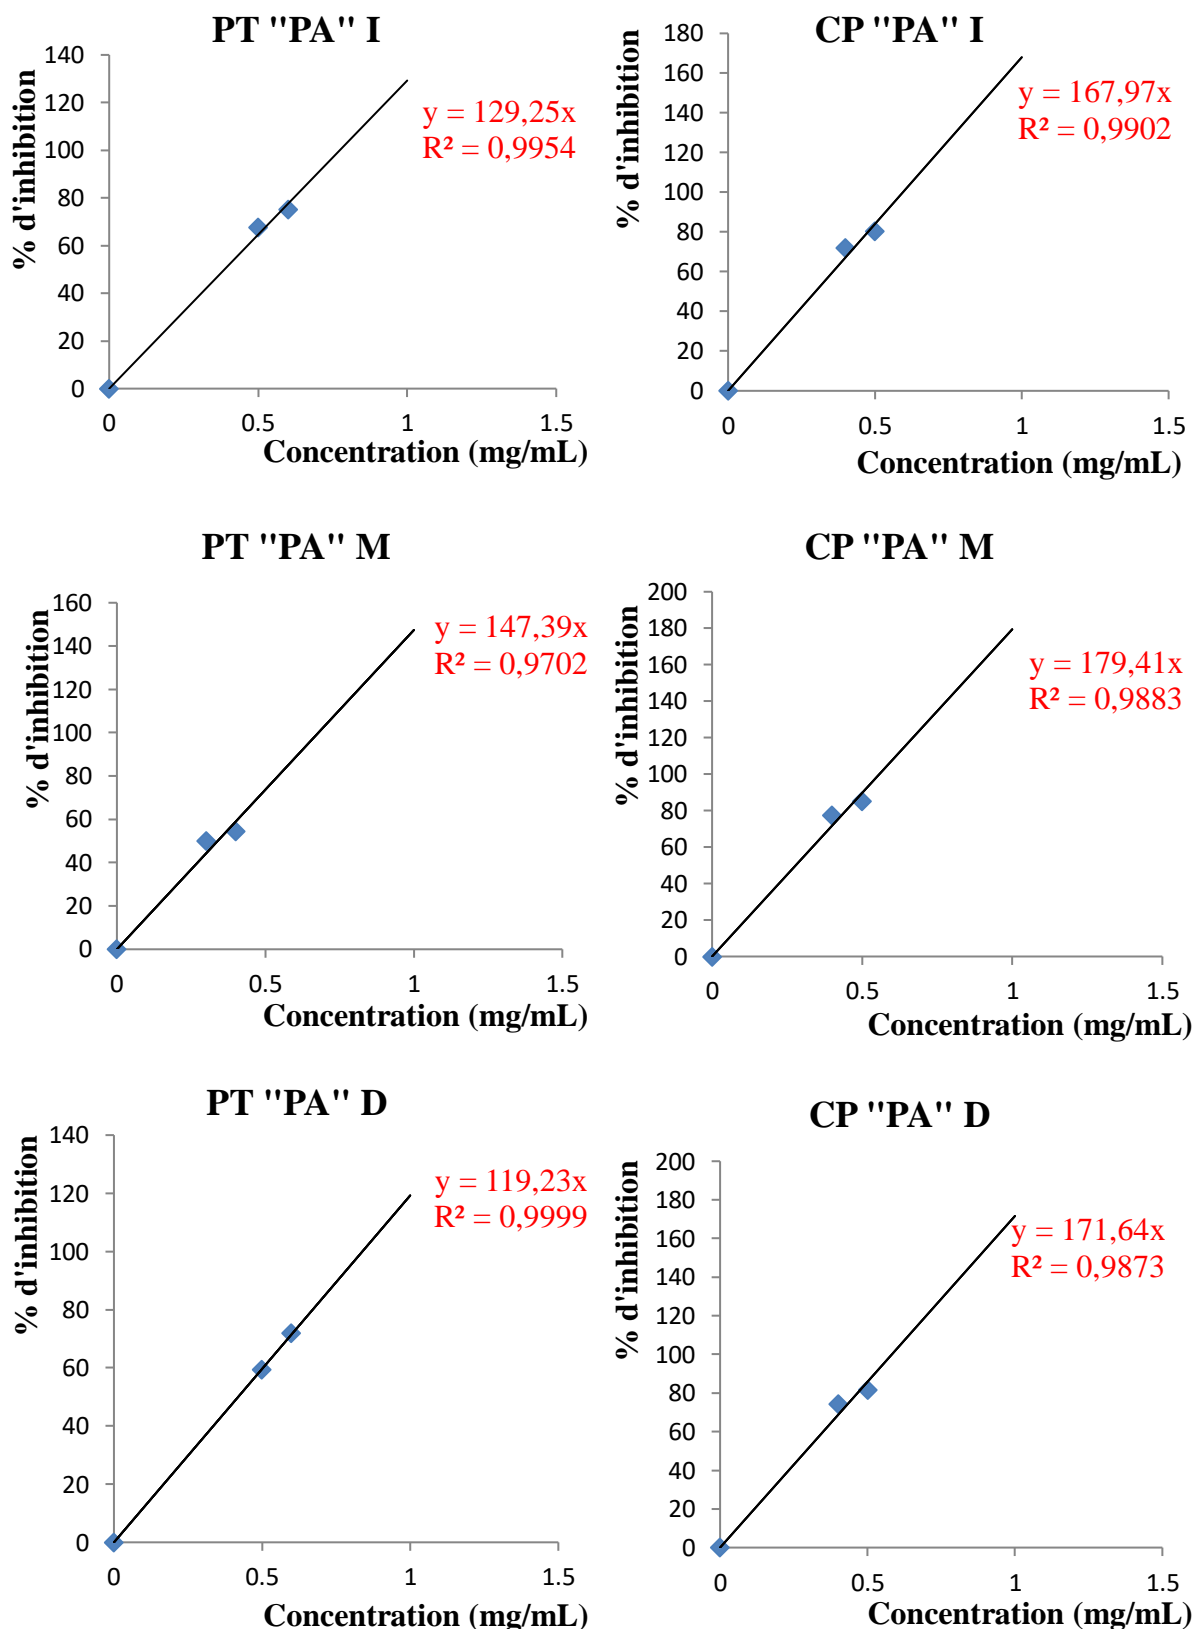 PT "PA" I
% d'inhibition
140
120
100
80
60
40
20
0
y = 129,25x
R² = 0,9954
0 0.5 1 1.5
Concentration (mg/mL)
CP "PA" I
% d'inhibition
180
160
140
120
100
80
60
40
20
0
y = 167,97x
R² = 0,9902
0 0.5 1 1.5
Concentration (mg/mL)
PT "PA" M
% d'inhibition
160
140
120
100
80
60
40
20
0
y = 147,39x
R² = 0,9702
0 0.5 1 1.5
Concentration (mg/mL)
CP "PA" M
% d'inhibition
200
180
160
140
120
100
80
60
40
20
0
y = 179,41x
R² = 0,9883
0 0.5 1 1.5
Concentration (mg/mL)
PT "PA" D
% d'inhibition
140
120
100
80
60
40
20
0
y = 119,23x
R² = 0,9999
0 0.5 1 1.5
Concentration (mg/mL)
CP "PA" D
% d'inhibition
200
180
160
140
120
100
80
60
40
20
0
y = 171,64x
R² = 0,9873
0 0.5 1 1.5
Concentration (mg/mL)